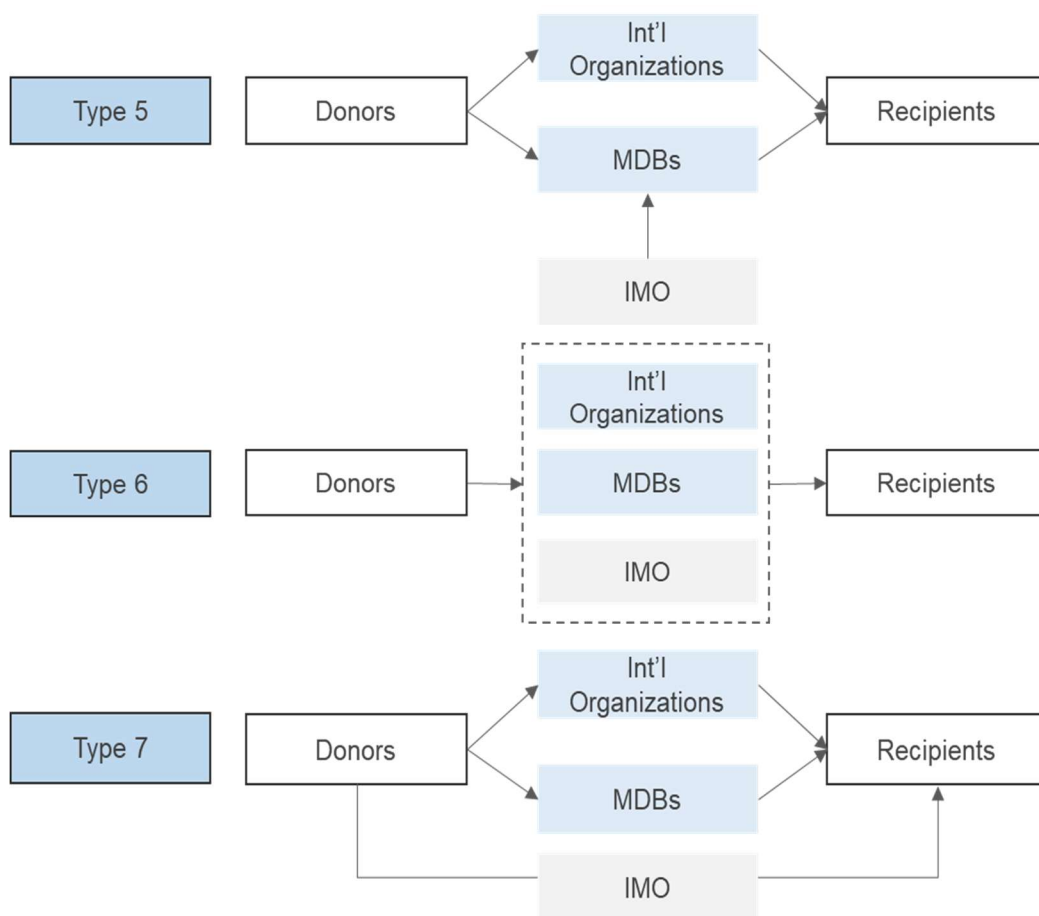 Int'l
Organizations
Type 5
Donors
Recipients
MDBs
IMO
Int'l
Organizations
Type 6
Donors
MDBs
Recipients
IMO
Int'l
Organizations
Type 7
Donors
Recipients
MDBs
IMO